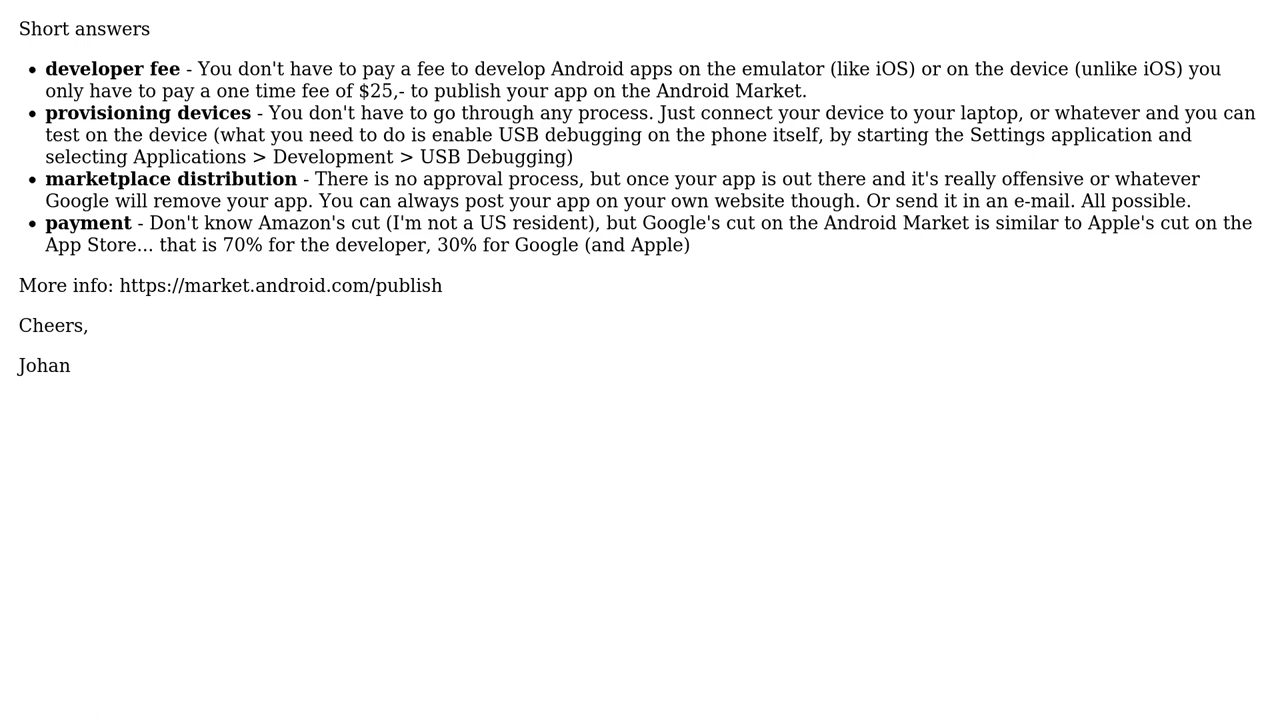 Short answers
• developer fee - You don't have to pay a fee to develop Android apps on the emulator (like iOS) or on the device (unlike iOS) you
only have to pay a one time fee of $25,- to publish your app on the Android Market.
• provisioning devices - You don't have to go through any process. Just connect your device to your laptop, or whatever and you can
test on the device (what you need to do is enable USB debugging on the phone itself, by starting the Settings application and
selecting Applications > Development > USB Debugging)
• marketplace distribution - There is no approval process, but once your app is out there and it's really offensive or whatever
Google will remove your app. You can always post your app on your own website though. Or send it in an e-mail. All possible.
• payment - Don't know Amazon's cut (I'm not a US resident), but Google's cut on the Android Market is similar to Apple's cut on the
App Store... that is 70% for the developer, 30% for Google (and Apple)
More info: https://market.android.com/publish
Cheers,
Johan